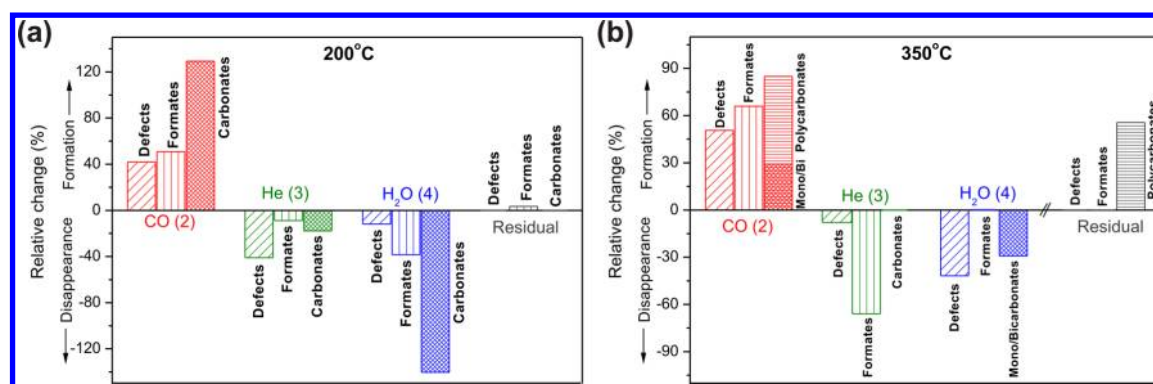 (a)
200°C
Relative change (%)
Disappearance
Formation
120
80
40
0
-40
-80
-120
Defects
Formates
Carbonates
CO (2)
He (3)
Defects
Formates
Carbonates
H₂O (4)
Defects
Formates
Carbonates
Defects
Formates
Carbonates
Residual
(b)
350°C
Relative change (%)
Disappearance
Formation
90
60
30
0
-30
-60
-90
Defects
Formates
Mono/Bi Polycarbonates
CO (2)
He (3)
Defects
Formates
Carbonates
H₂O (4)
Defects
Formates
Mono/Bicarbonates
Defects
Formates
Polycarbonates
Residual